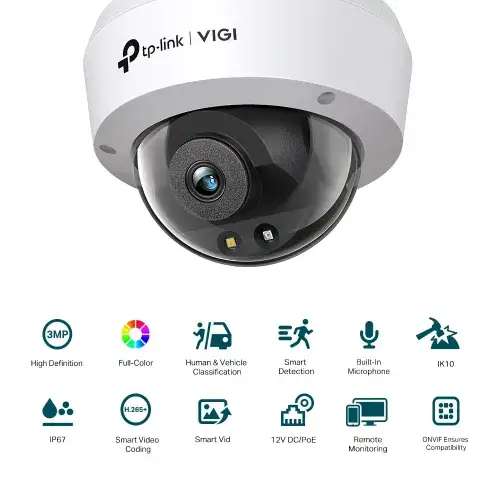 tp-link | VIGI
3MP
High Definition
Full-Color
Human & Vehicle
Classification
Smart
Detection
Built-In
Microphone
IK10
H.265+
IP67
Smart Video
Coding
Smart Vid
12V DC/PoE
Remote
Monitoring
ONVIF Ensures
Compatibility